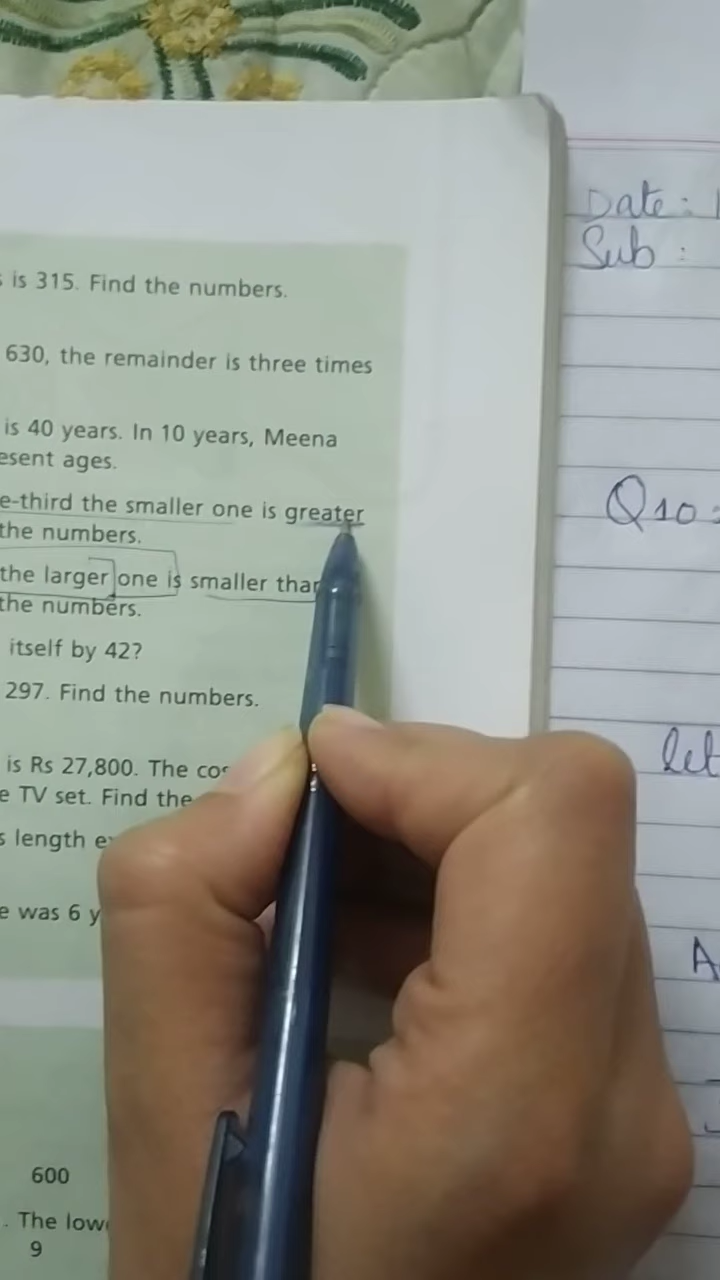 is 315. Find the numbers.
630, the remainder is three times
is 40 years. In 10 years, Meena
esent ages.
e-third the smaller one is greater
the numbers.
the larger one is smaller than
the numbers.
itself by 42?
297. Find the numbers.
is Rs 27,800. The cos
e TV set. Find the
s length e
e was 6 y
600
. The low
9
Date :
Sub :
Q10
let
A